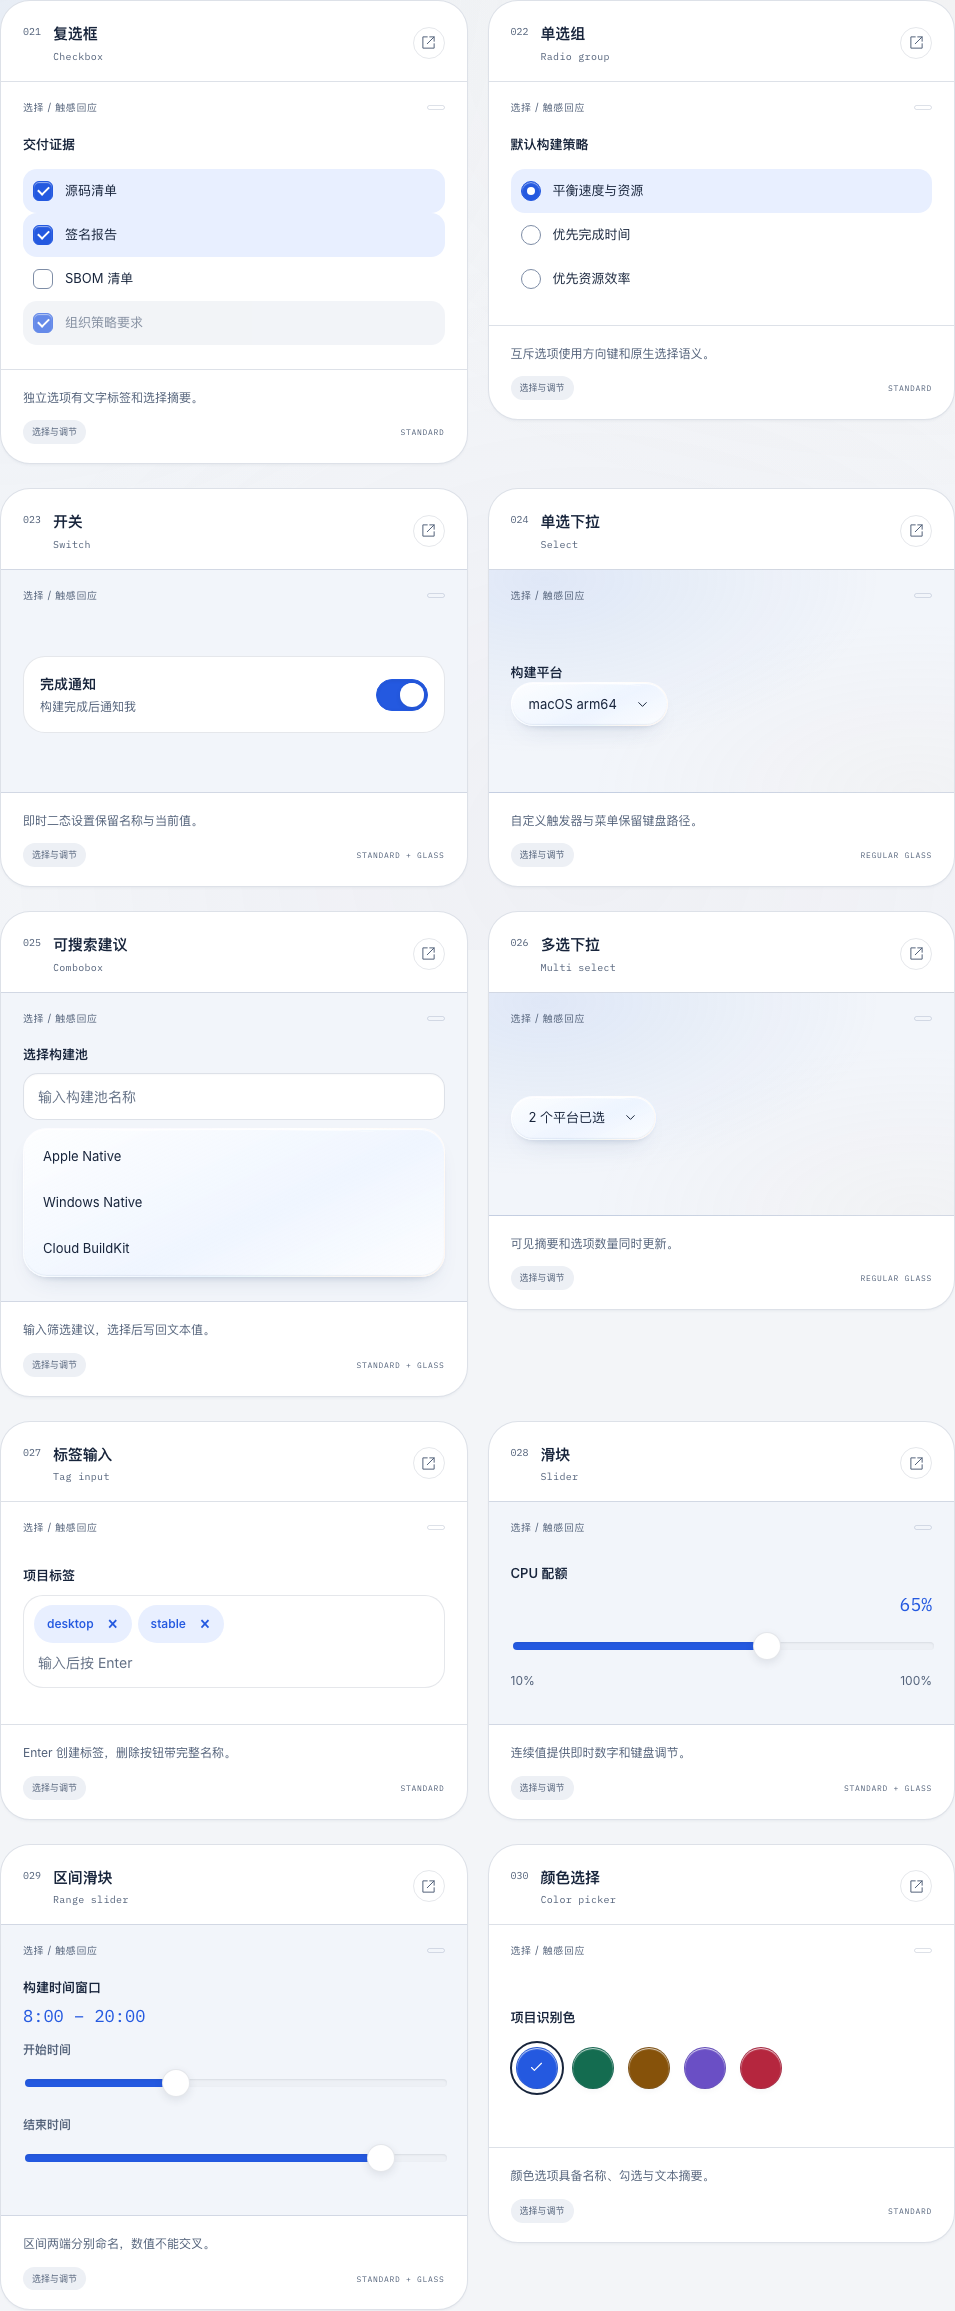 021 复选框
Checkbox
选择 / 触感回应
交付证据
源码清单
签名报告
SBOM 清单
组织策略要求
独立选项有文字标签和选择摘要。
选择与调节 STANDARD
022 单选组
Radio group
选择 / 触感回应
默认构建策略
平衡速度与资源
优先完成时间
优先资源效率
互斥选项使用方向键和原生选择语义。
选择与调节 STANDARD
023 开关
Switch
选择 / 触感回应
完成通知
构建完成后通知我
即时二态设置保留名称与当前值。
选择与调节 STANDARD + GLASS
024 单选下拉
Select
选择 / 触感回应
构建平台
macOS arm64
自定义触发器与菜单保留键盘路径。
选择与调节 REGULAR GLASS
025 可搜索建议
Combobox
选择 / 触感回应
选择构建池
输入构建池名称
Apple Native
Windows Native
Cloud BuildKit
输入筛选建议，选择后写回文本值。
选择与调节 STANDARD + GLASS
026 多选下拉
Multi select
选择 / 触感回应
2 个平台已选
可见摘要和选项数量同时更新。
选择与调节 REGULAR GLASS
027 标签输入
Tag input
选择 / 触感回应
项目标签
desktop × stable ×
输入后按 Enter
Enter 创建标签，删除按钮带完整名称。
选择与调节 STANDARD
028 滑块
Slider
选择 / 触感回应
CPU 配额
65%
10% 100%
连续值提供即时数字和键盘调节。
选择与调节 STANDARD + GLASS
029 区间滑块
Range slider
选择 / 触感回应
构建时间窗口
8:00 – 20:00
开始时间
结束时间
区间两端分别命名，数值不能交叉。
选择与调节 STANDARD + GLASS
030 颜色选择
Color picker
选择 / 触感回应
项目识别色
颜色选项具备名称、勾选与文本摘要。
选择与调节 STANDARD